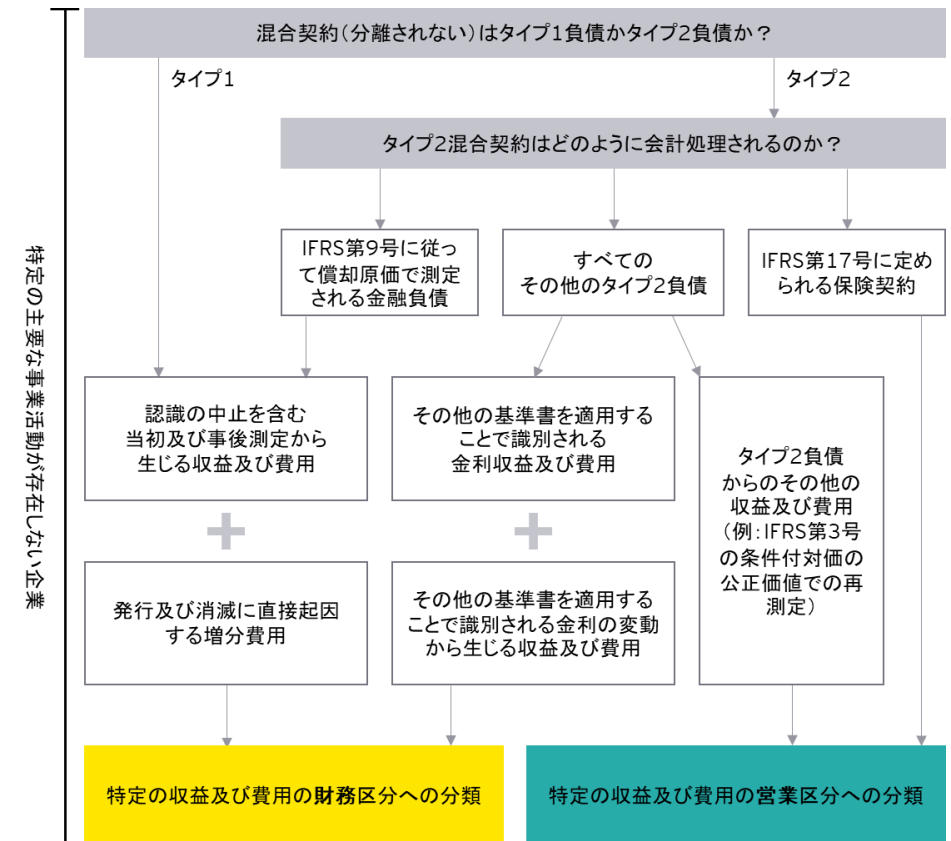 混合契約（分離されない）はタイプ1負債かタイプ2負債か？
タイプ1
タイプ2
タイプ2混合契約はどのように会計処理されるのか？
IFRS第9号に従っ
て償却原価で測定
される金融負債
すべての
その他のタイプ2負債
IFRS第17号に定め
られる保険契約
特定の主要な事業活動が存在しない企業
認識の中止を含む
当初及び事後測定から
生じる収益及び費用
その他の基準書を適用する
ことで識別される
金利収益及び費用
タイプ2負債
からのその他の
収益及び費用
（例：IFRS第3号
の条件付対価の
公正価値での再
測定）
発行及び消滅に直接起因
する増分費用
その他の基準書を適用する
ことで識別される金利の変動
から生じる収益及び費用
特定の収益及び費用の財務区分への分類
特定の収益及び費用の営業区分への分類